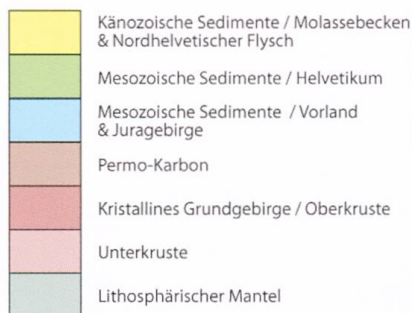 Känozoische Sedimente / Molassebecken
& Nordhelvetischer Flysch
Mesozoische Sedimente / Helvetikum
Mesozoische Sedimente / Vorland
& Juragebirge
Permo-Karbon
Kristallines Grundgebirge / Oberkruste
Unterkruste
Lithosphärischer Mantel